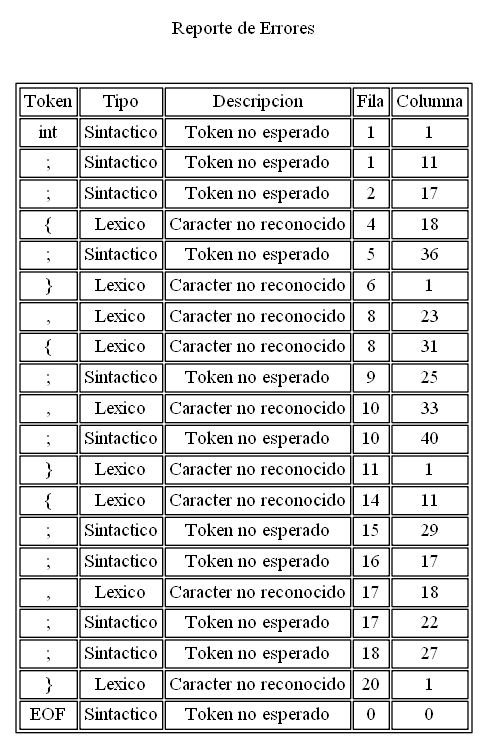 Reporte de Errores
Token Tipo Descripcion Fila Columna
int Sintactico Token no esperado 1 1
; Sintactico Token no esperado 1 11
; Sintactico Token no esperado 2 17
{ Lexico Caracter no reconocido 4 18
; Sintactico Token no esperado 5 36
} Lexico Caracter no reconocido 6 1
, Lexico Caracter no reconocido 8 23
{ Lexico Caracter no reconocido 8 31
; Sintactico Token no esperado 9 25
, Lexico Caracter no reconocido 10 33
; Sintactico Token no esperado 10 40
} Lexico Caracter no reconocido 11 1
{ Lexico Caracter no reconocido 14 11
; Sintactico Token no esperado 15 29
; Sintactico Token no esperado 16 17
, Lexico Caracter no reconocido 17 18
; Sintactico Token no esperado 17 22
; Sintactico Token no esperado 18 27
} Lexico Caracter no reconocido 20 1
EOF Sintactico Token no esperado 0 0